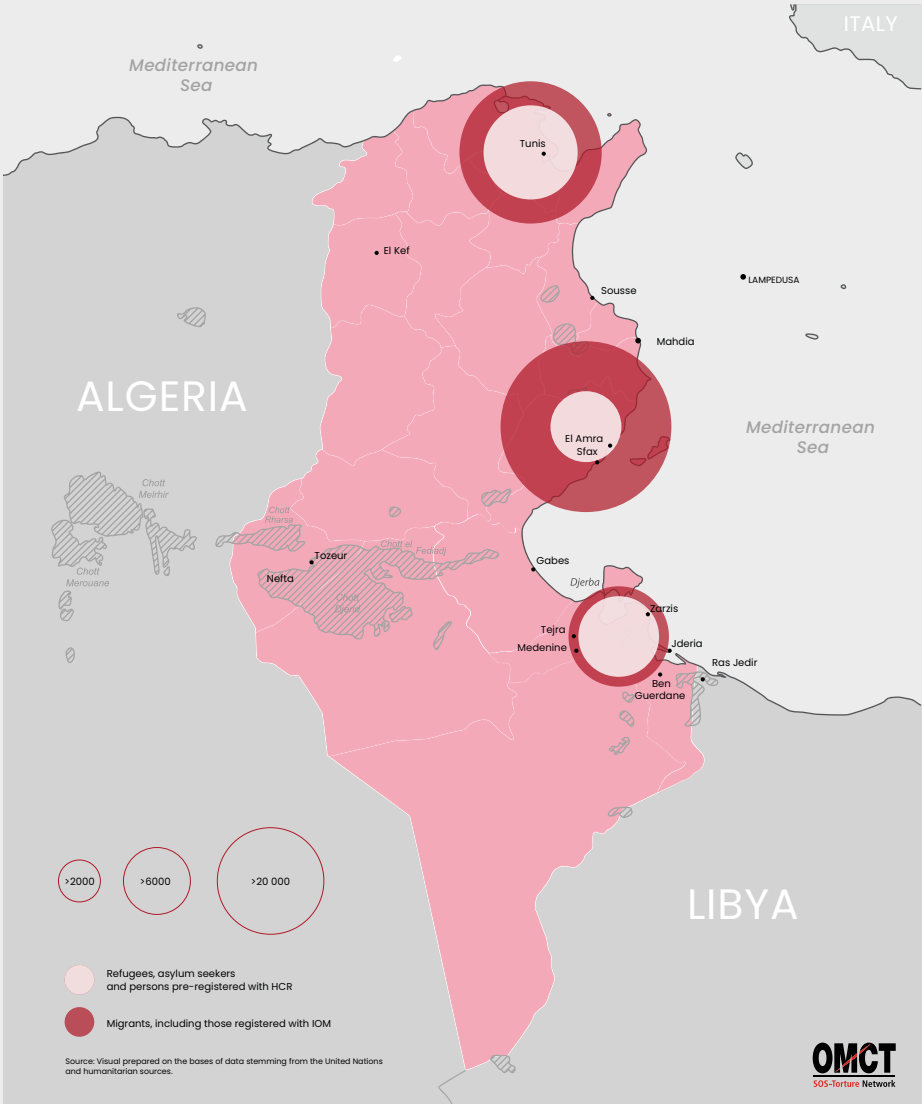 ITALY
Mediterranean
Sea
Tunis
El Kef
LAMPEDUSA
Sousse
Mahdia
ALGERIA
Mediterranean
Sea
El Amra
Sfax
Chott
Melrhir
Chott
Rharsa
Chott el
Fedjadj
Tozeur
Gabes
Chott
Merouane
Nefta
Djerba
Chott
Djerid
Zarzis
Tejra
Medenine
Jderia
Ras Jedir
Ben
Guerdane
>2000
>6000
>20 000
LIBYA
Refugees, asylum seekers
and persons pre-registered with HCR
Migrants, including those registered with IOM
Source: Visual prepared on the bases of data stemming from the United Nations
and humanitarian sources.
OMCT
SOS-Torture Network